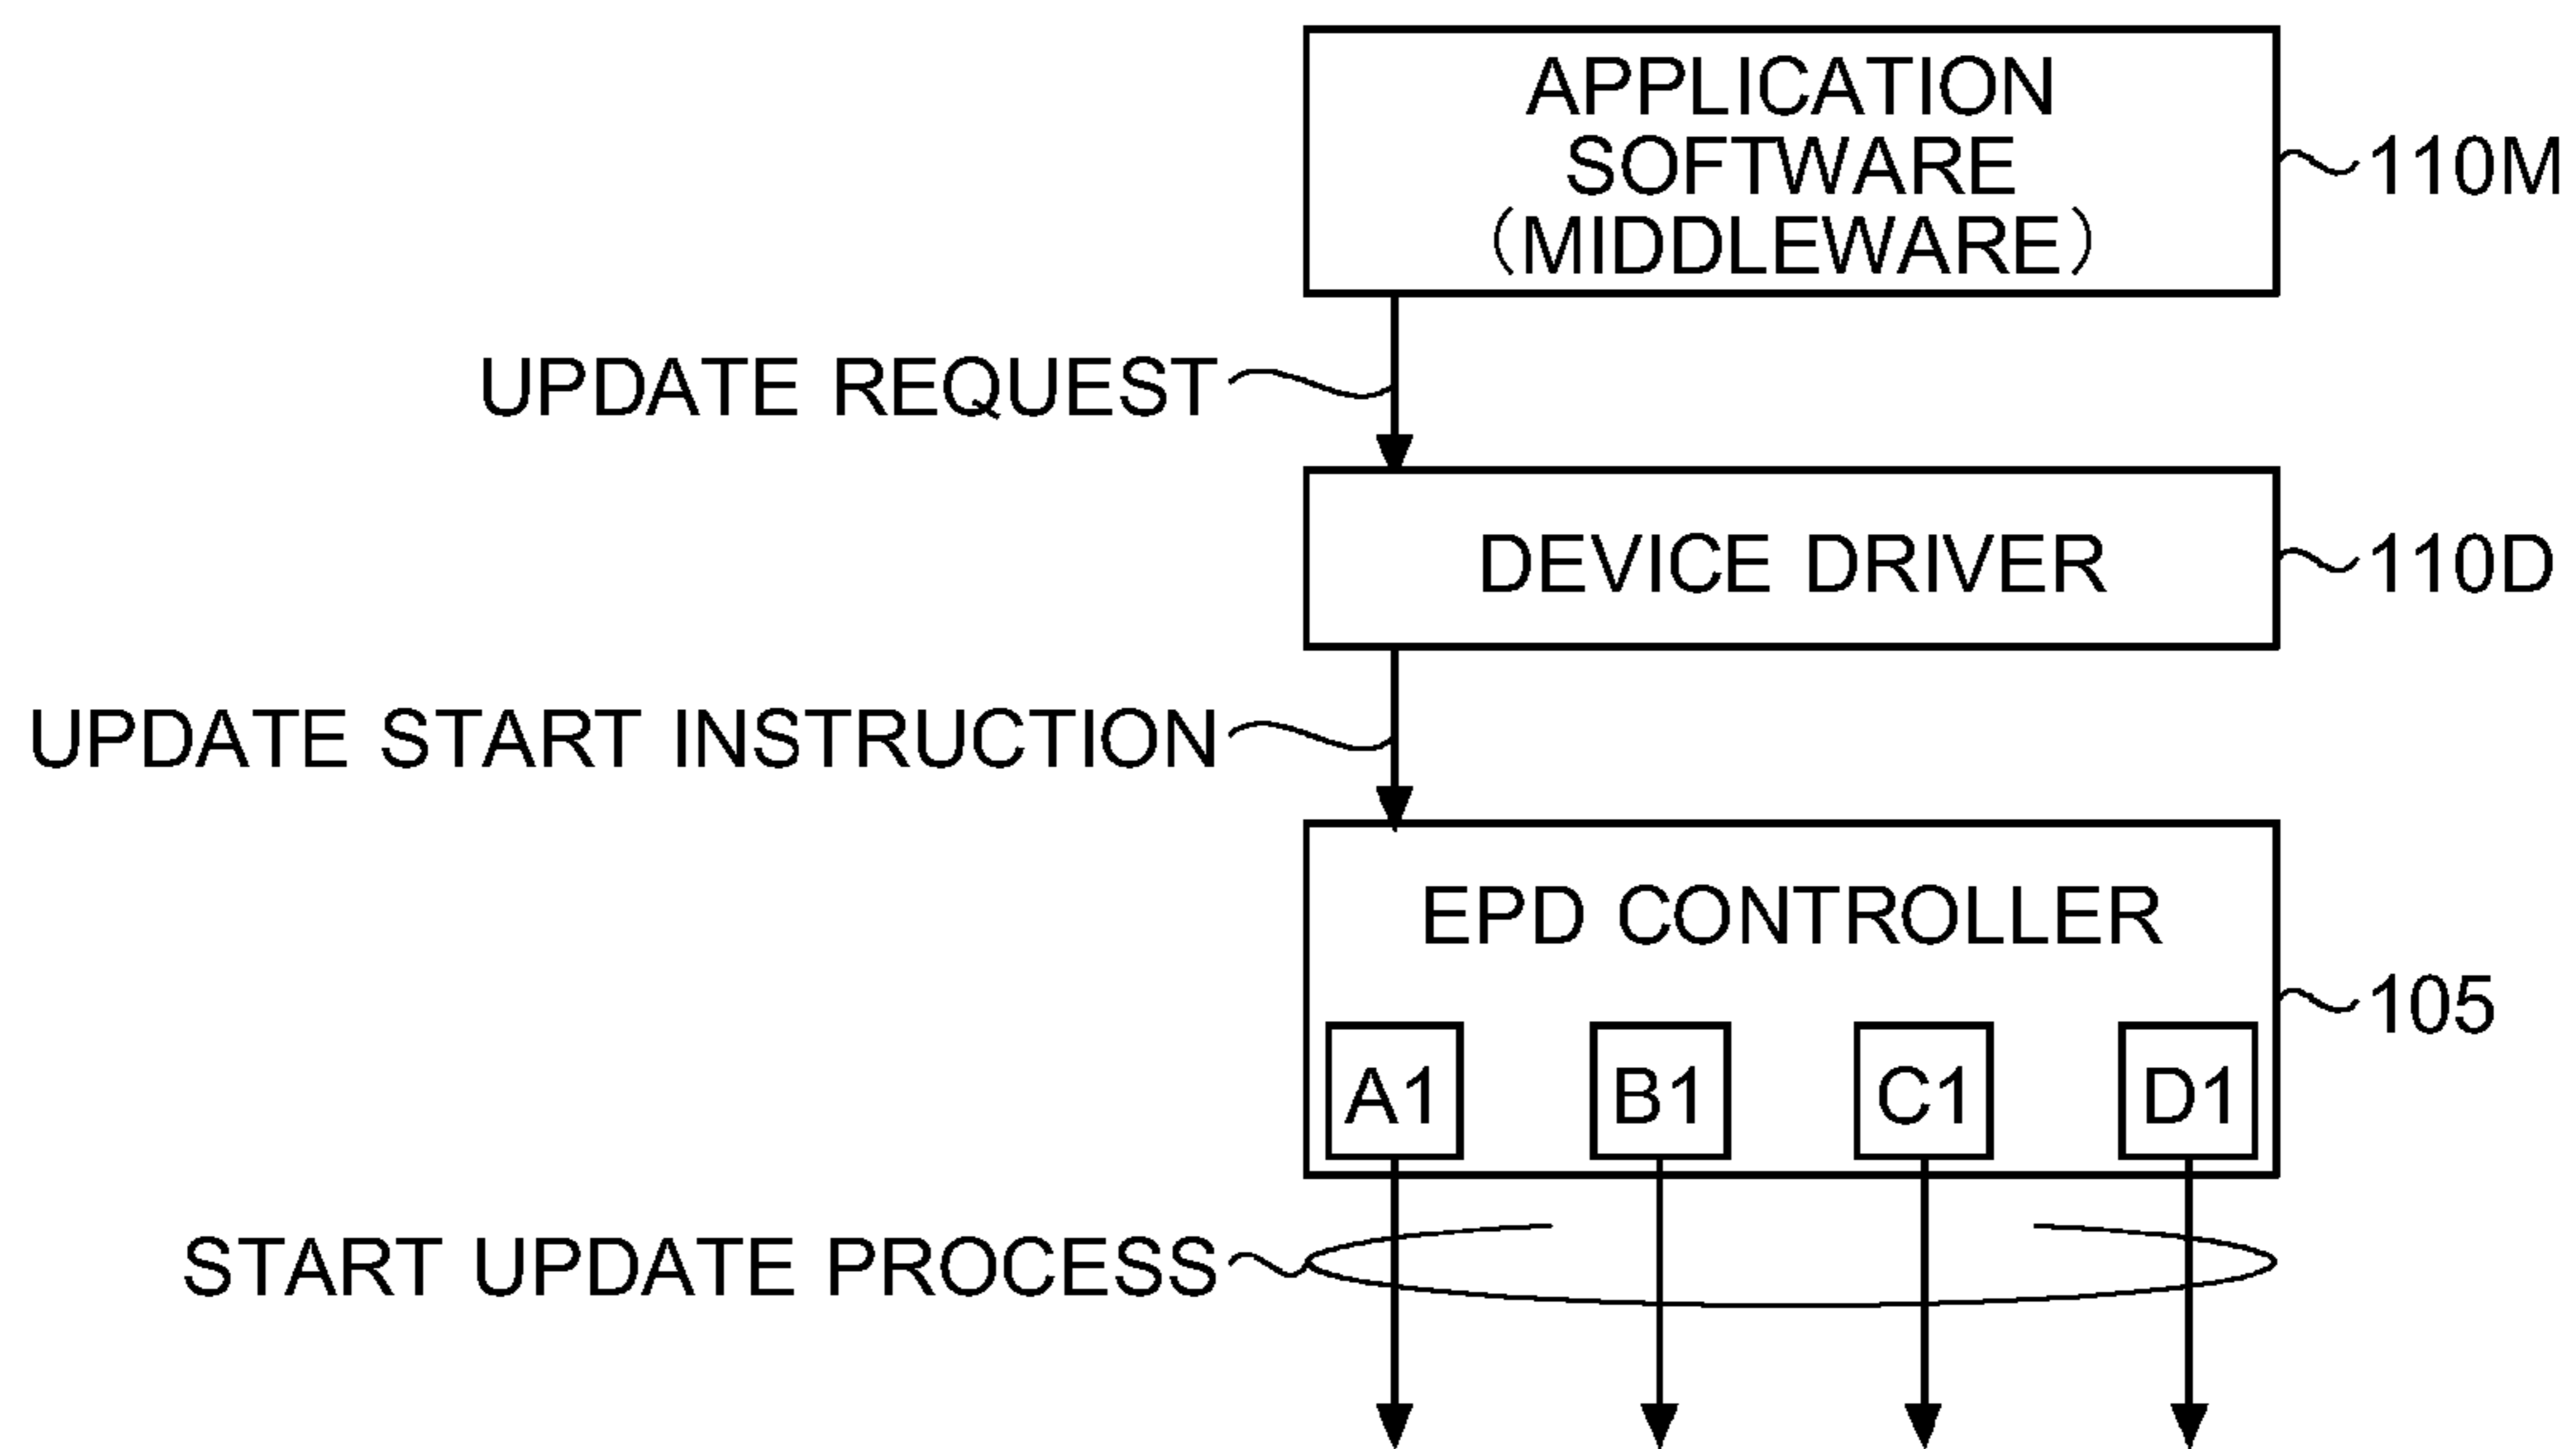 APPLICATION
SOFTWARE
(MIDDLEWARE)
110M
UPDATE REQUEST
DEVICE DRIVER
110D
UPDATE START INSTRUCTION
EPD CONTROLLER
105
A1
B1
C1
D1
START UPDATE PROCESS